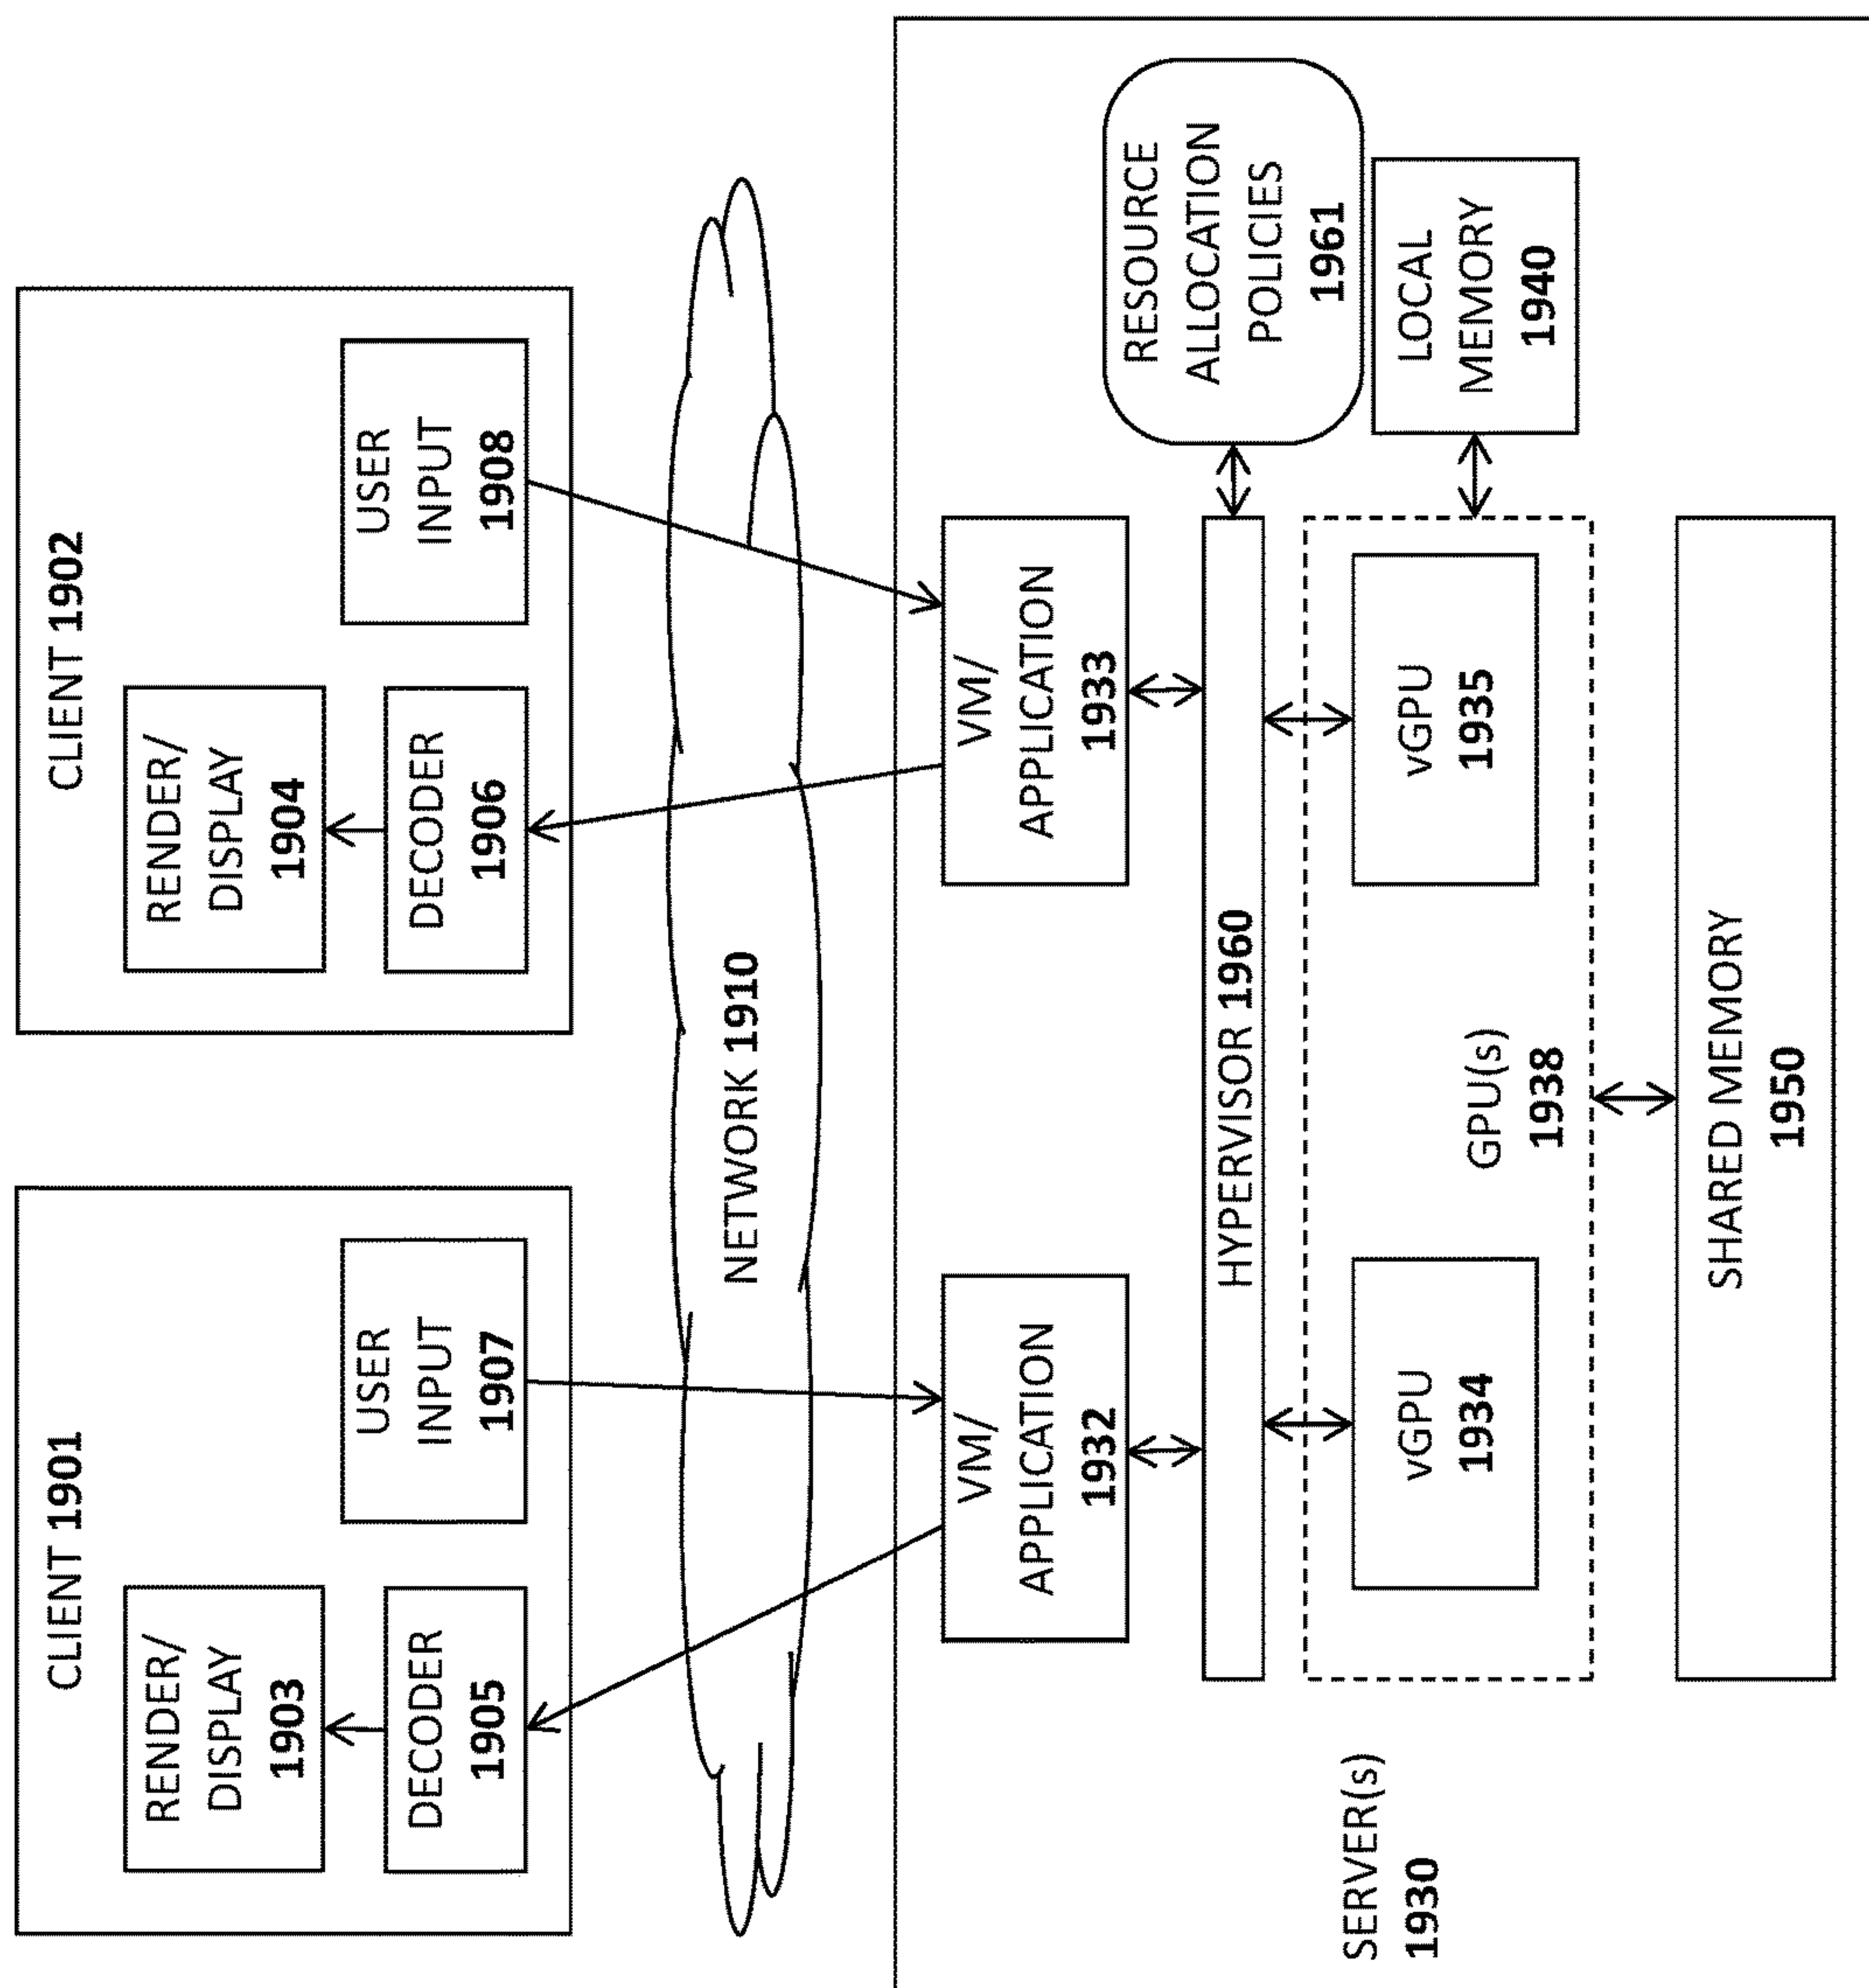 CLIENT 1901
RENDER/
DISPLAY
1903
DECODER
1905
USER
INPUT
1907
CLIENT 1902
RENDER/
DISPLAY
1904
DECODER
1906
USER
INPUT
1908
NETWORK 1910
VM/
APPLICATION
1932
VM/
APPLICATION
1933
HYPERVISOR 1960
RESOURCE
ALLOCATION
POLICIES
1961
SERVER(s)
1930
vGPU
1934
GPU(s)
1938
vGPU
1935
LOCAL
MEMORY
1940
SHARED MEMORY
1950